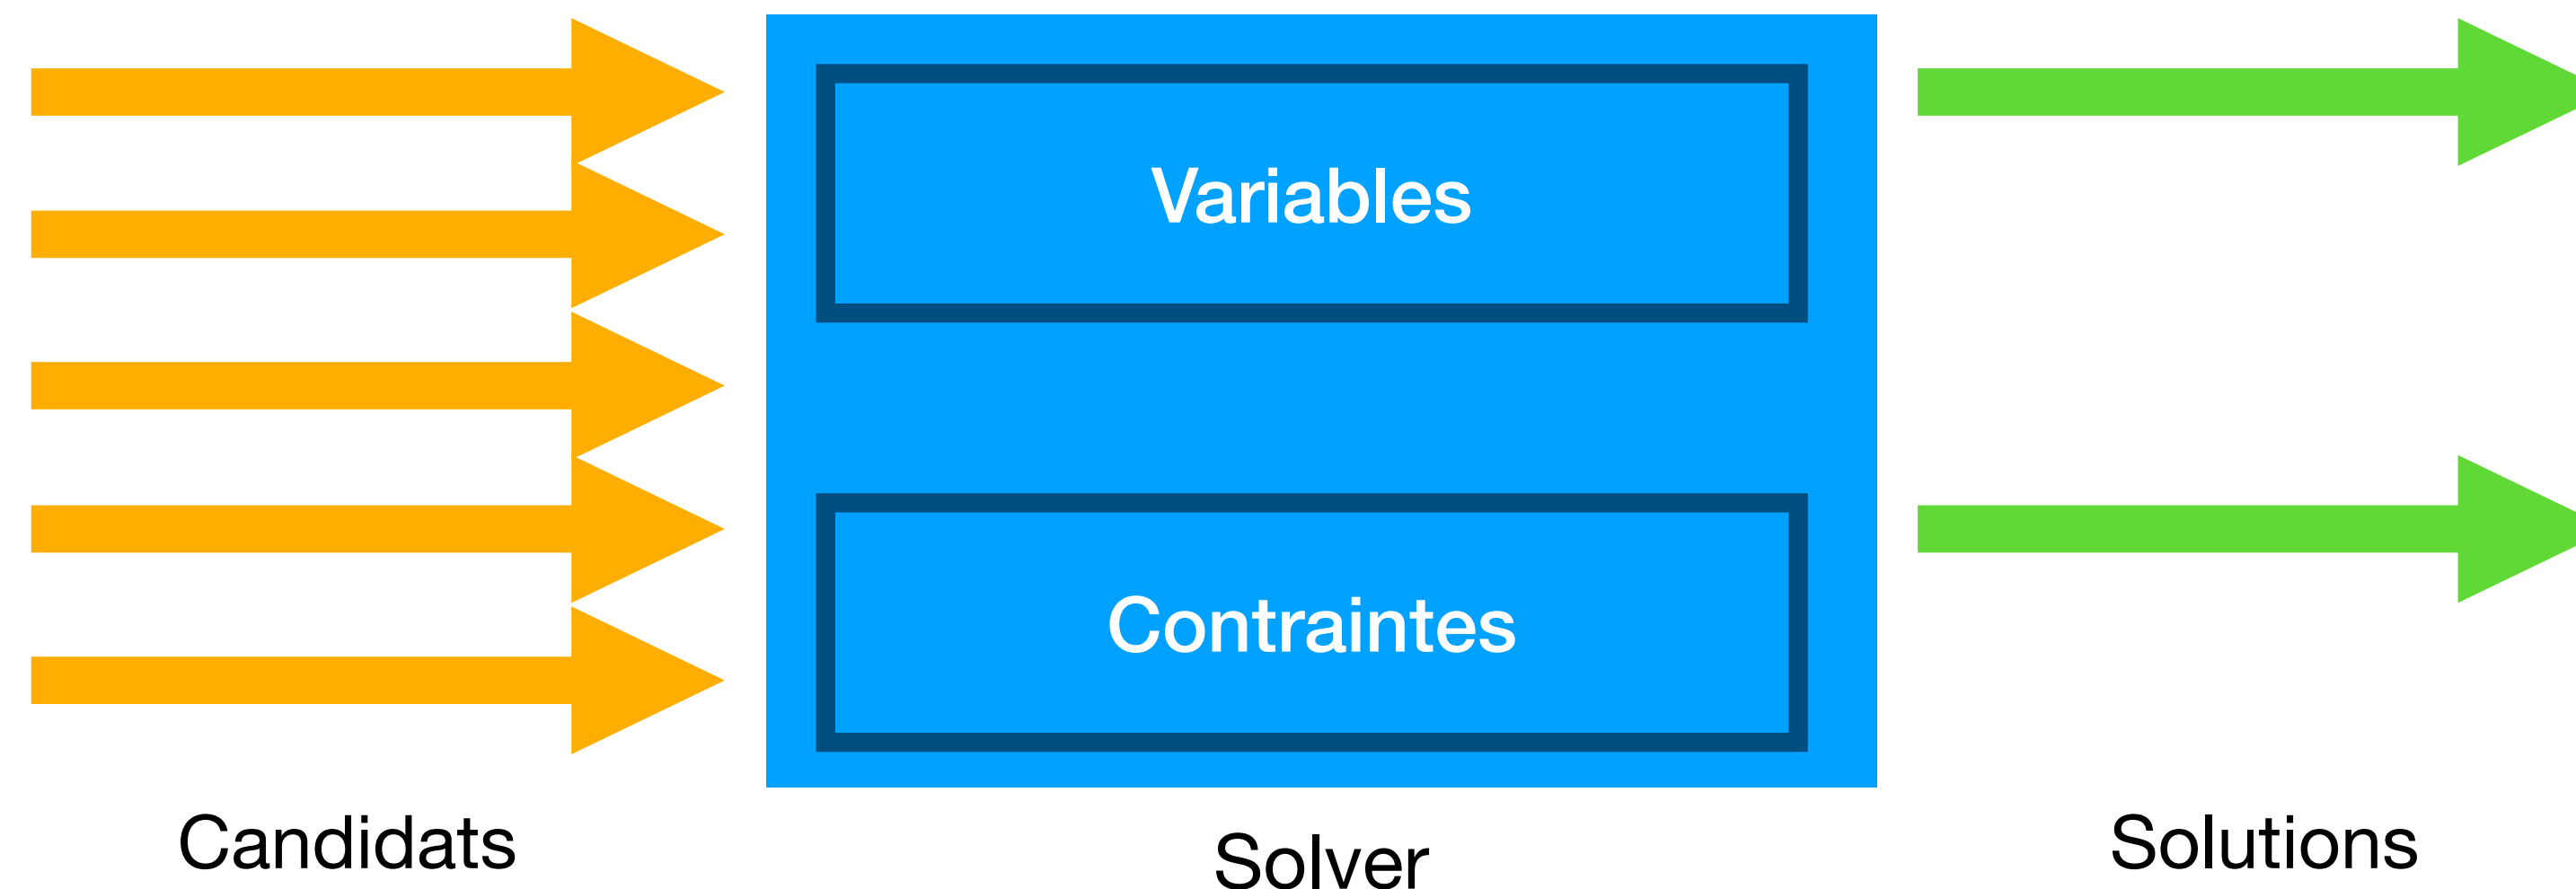 Variables
Contraintes
Candidats
Solver
Solutions